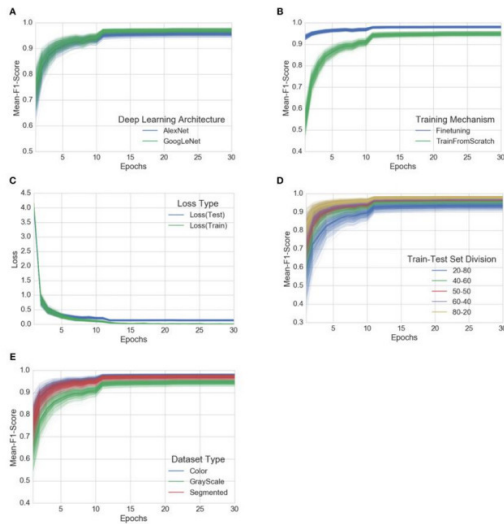 A
Mean-F1-Score
1.0
0.9
0.8
0.7
0.6
0.5
5 10 15 20 25 30
Epochs
Deep Learning Architecture
AlexNet
GoogLeNet
B
Mean-F1-Score
1.0
0.9
0.8
0.7
0.6
0.5
0.4
5 10 15 20 25 30
Epochs
Training Mechanism
Finetuning
TrainFromScratch
C
Loss
4.5
4.0
3.5
3.0
2.5
2.0
1.5
1.0
0.5
0.0
5 10 15 20 25 30
Epochs
Loss Type
Loss(Test)
Loss(Train)
D
Mean-F1-Score
1.0
0.9
0.8
0.7
0.6
0.5
0.4
0.3
5 10 15 20 25 30
Epochs
Train-Test Set Division
20-80
40-60
50-50
60-40
80-20
E
Mean-F1-Score
1.0
0.9
0.8
0.7
0.6
0.5
0.4
5 10 15 20 25 30
Epochs
Dataset Type
Color
GrayScale
Segmented